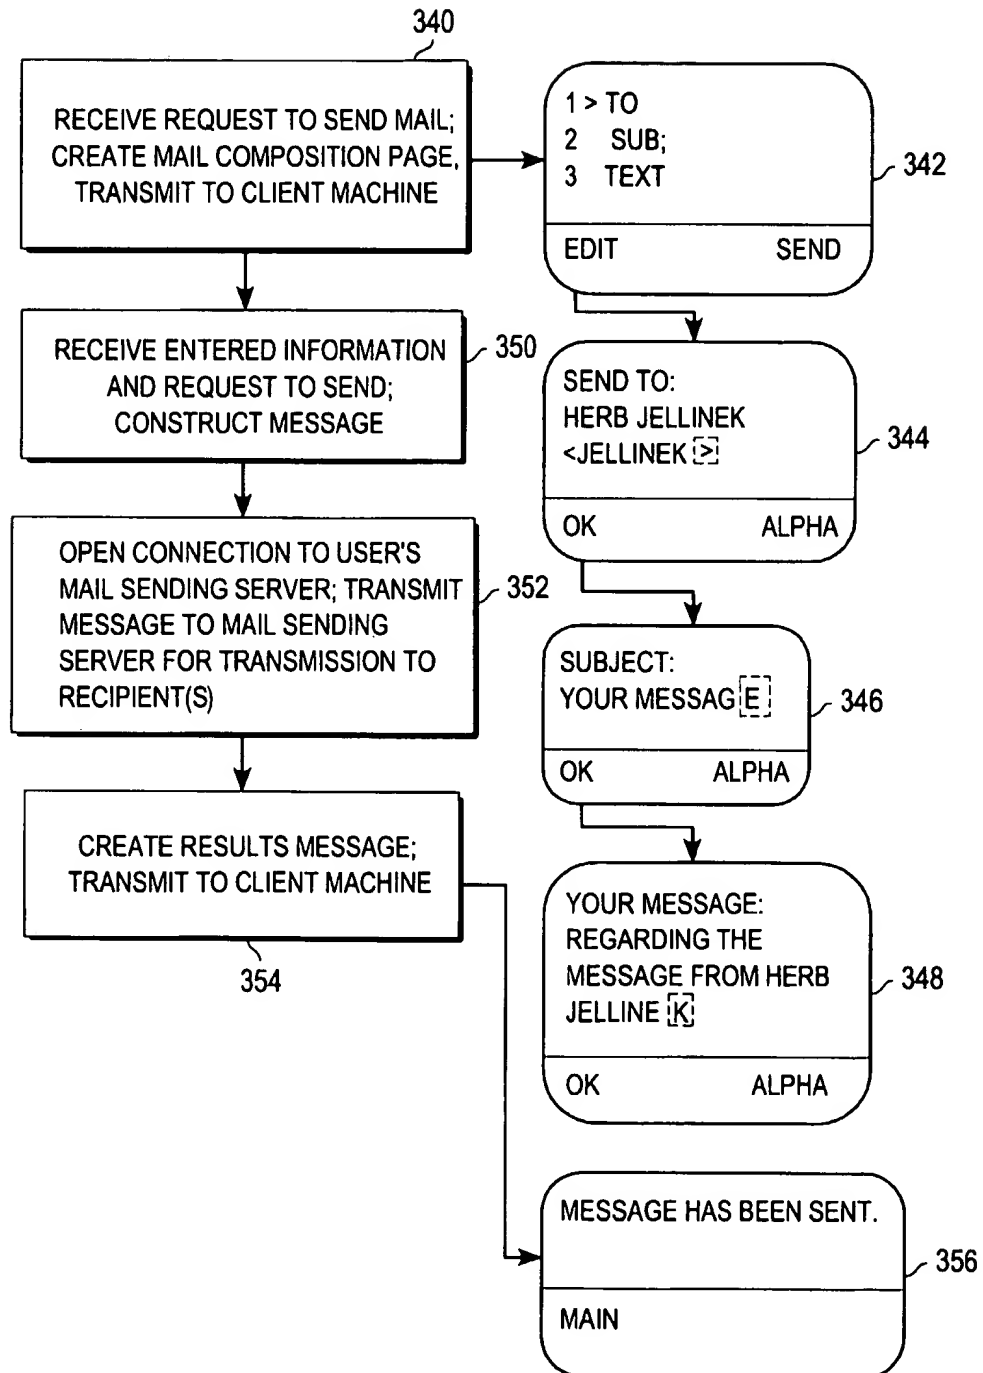 340
RECEIVE REQUEST TO SEND MAIL;
CREATE MAIL COMPOSITION PAGE,
TRANSMIT TO CLIENT MACHINE
1 > TO
2 SUB;
3 TEXT
EDIT SEND
342
RECEIVE ENTERED INFORMATION
AND REQUEST TO SEND;
CONSTRUCT MESSAGE
350
SEND TO:
HERB JELLINEK
<JELLINEK >
OK ALPHA
344
OPEN CONNECTION TO USER'S
MAIL SENDING SERVER; TRANSMIT
MESSAGE TO MAIL SENDING
SERVER FOR TRANSMISSION TO
RECIPIENT(S)
352
SUBJECT:
YOUR MESSAG E
OK ALPHA
346
CREATE RESULTS MESSAGE;
TRANSMIT TO CLIENT MACHINE
354
YOUR MESSAGE:
REGARDING THE
MESSAGE FROM HERB
JELLINE K
OK ALPHA
348
MESSAGE HAS BEEN SENT.
MAIN
356